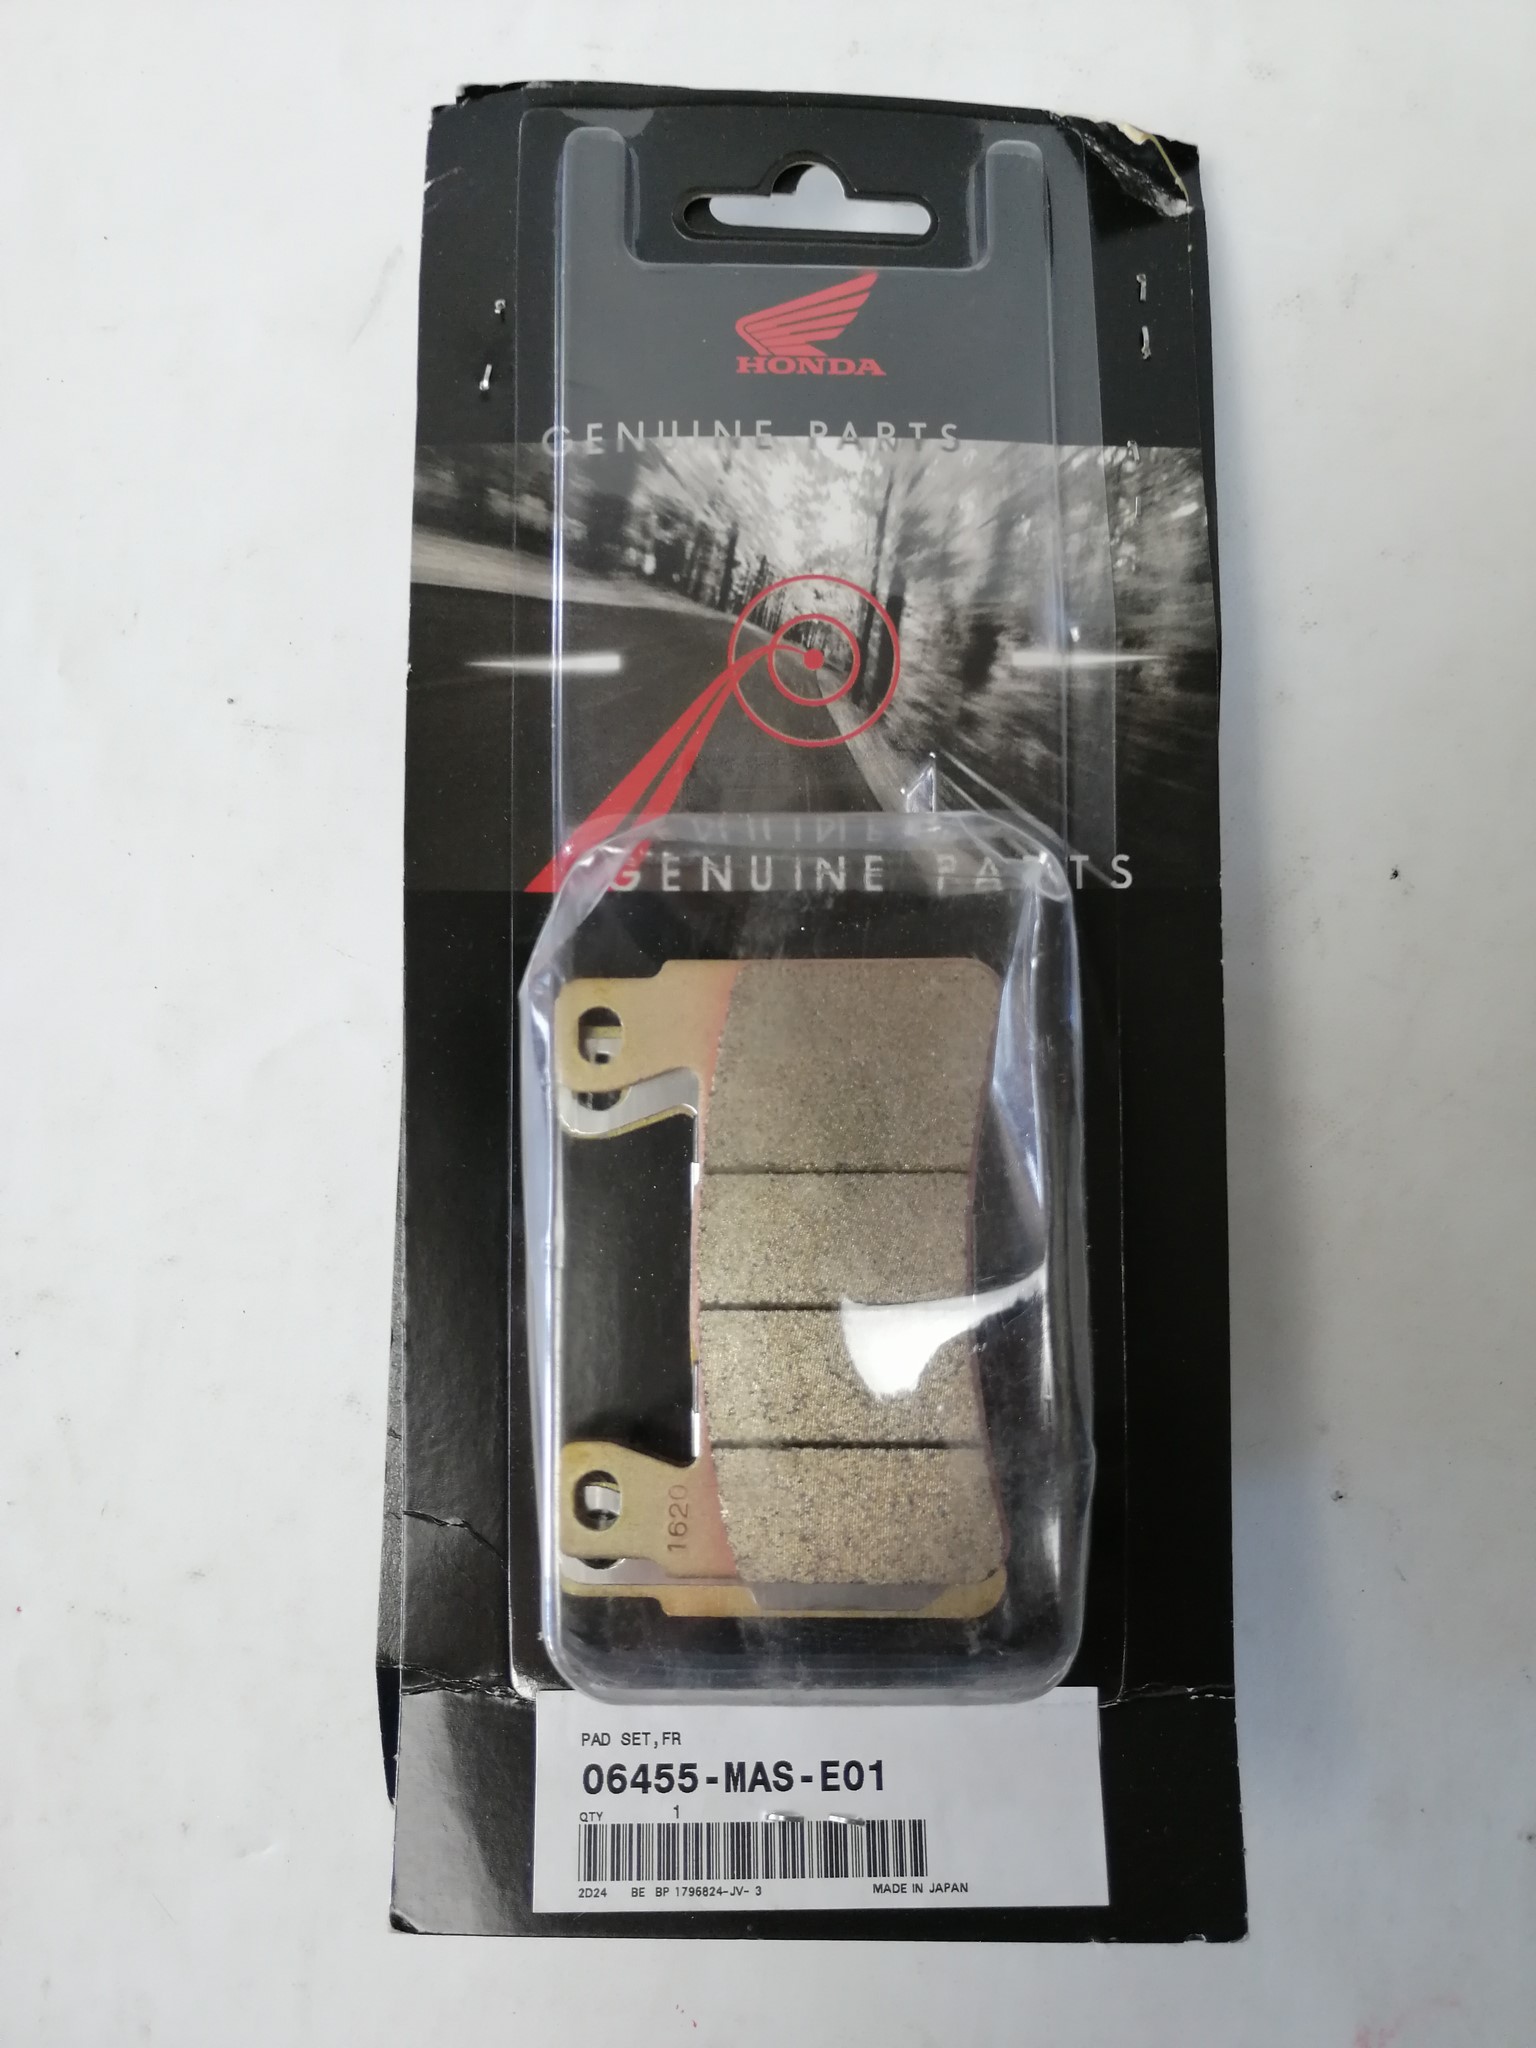 HONDA
GENUINE PARTS
GENUINE PARTS
1620
PAD SET,FR
06455-MAS-E01
QTY 1
2D24 BE BP 1796824-JV- 3 MADE IN JAPAN